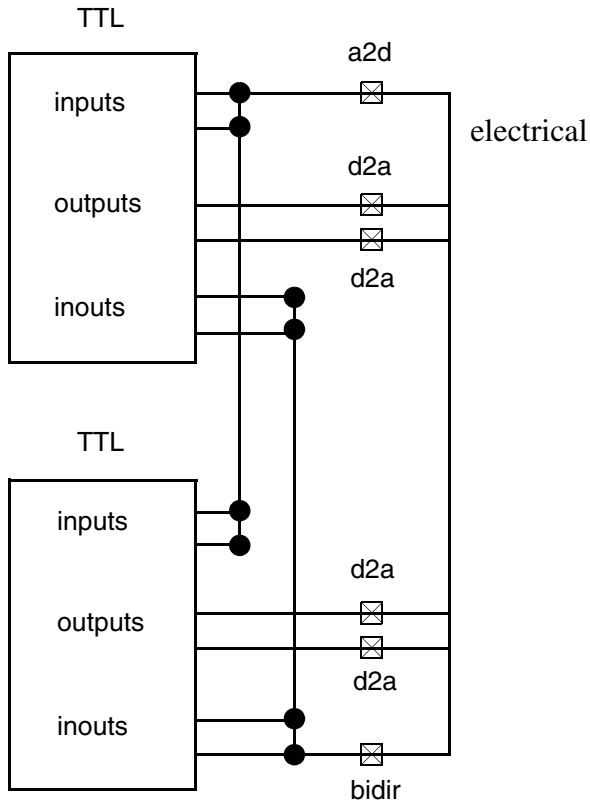 TTL
a2d
inputs
electrical
d2a
outputs
d2a
inouts
TTL
inputs
d2a
outputs
d2a
inouts
bidir